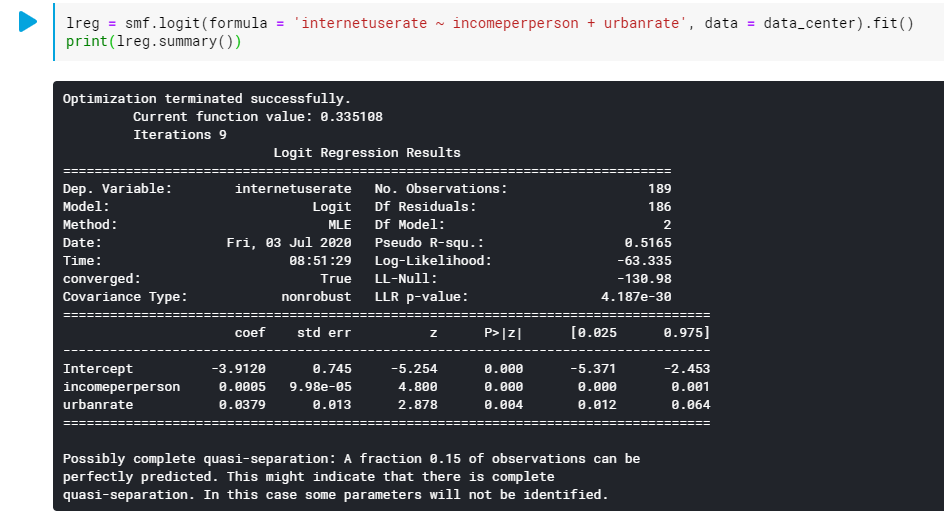 lreg = smf.logit(formula = 'internetuserate ~ incomeperperson + urbanrate', data = data_center).fit()
print(lreg.summary())
Optimization terminated successfully.
         Current function value: 0.335108
         Iterations 9
                           Logit Regression Results
==============================================================================
Dep. Variable:        internetuserate   No. Observations:                  189
Model:                          Logit   Df Residuals:                      186
Method:                           MLE   Df Model:                            2
Date:                Fri, 03 Jul 2020   Pseudo R-squ.:                  0.5165
Time:                        08:51:29   Log-Likelihood:                -63.335
converged:                       True   LL-Null:                       -130.98
Covariance Type:            nonrobust   LLR p-value:                 4.187e-30
===================================================================================
                      coef    std err          z      P>|z|      [0.025      0.975]
-----------------------------------------------------------------------------------
Intercept          -3.9120      0.745     -5.254      0.000      -5.371      -2.453
incomeperperson     0.0005   9.98e-05      4.800      0.000       0.000       0.001
urbanrate           0.0379      0.013      2.878      0.004       0.012       0.064
===================================================================================
Possibly complete quasi-separation: A fraction 0.15 of observations can be
perfectly predicted. This might indicate that there is complete
quasi-separation. In this case some parameters will not be identified.